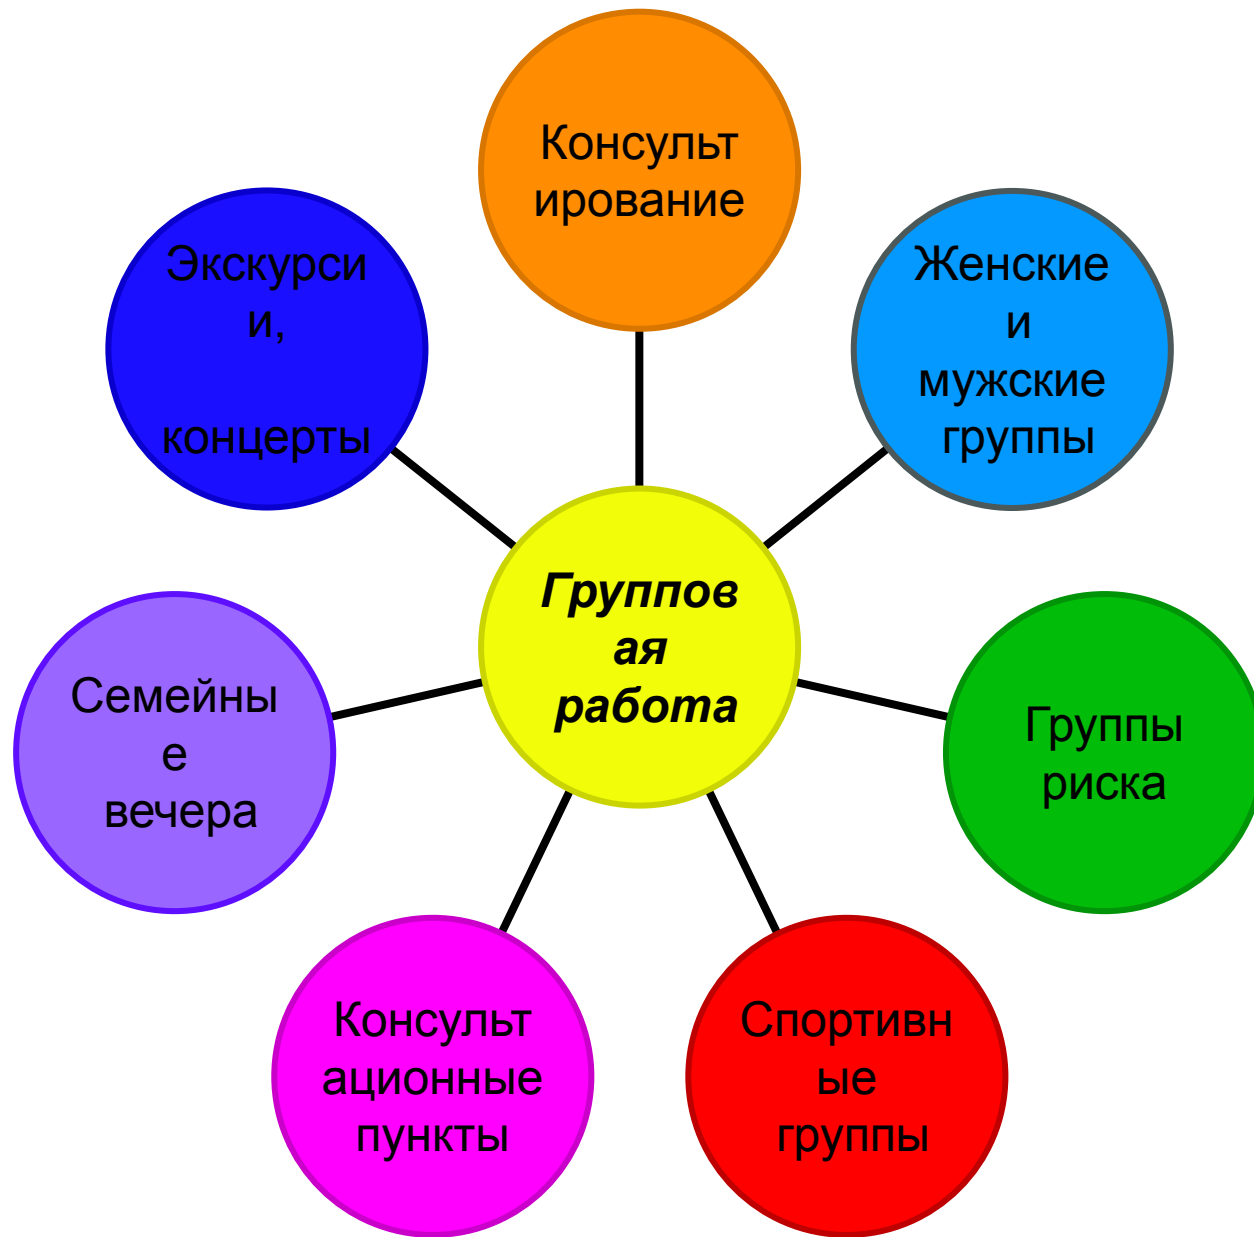 Консульт
ирование
Женские
и
мужские
группы
Группы
риска
Спортивн
ые
группы
Консульт
ационные
пункты
Семейны
е
вечера
Экскурси
и,
концерты
Группов
ая
работа